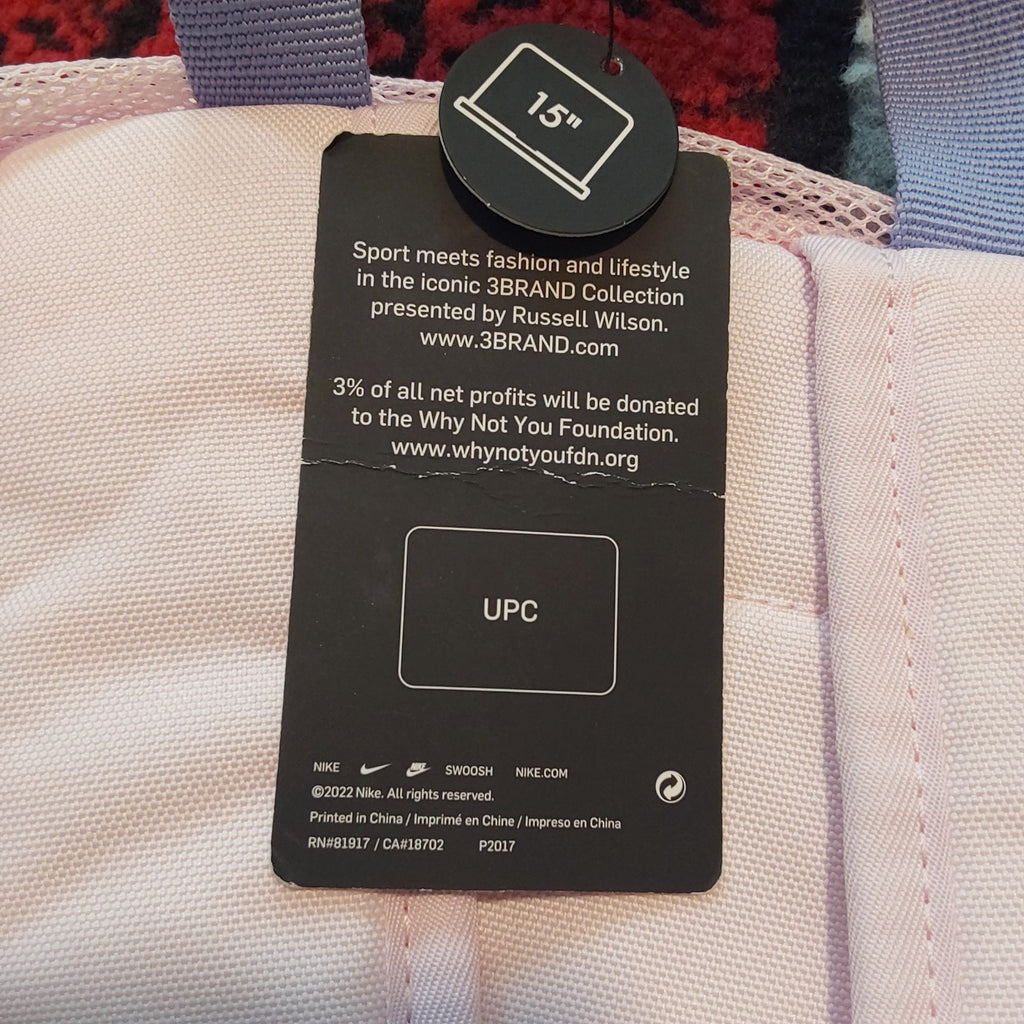 15"
Sport meets fashion and lifestyle
in the iconic 3BRAND Collection
presented by Russell Wilson.
www.3BRAND.com
3% of all net profits will be donated
to the Why Not You Foundation.
www.whynotyoufdn.org
UPC
NIKE NIKE SWOOSH NIKE.COM
©2022 Nike. All rights reserved.
Printed in China / Imprimé en Chine / Impreso en China
RN#81917 / CA#18702 P2017